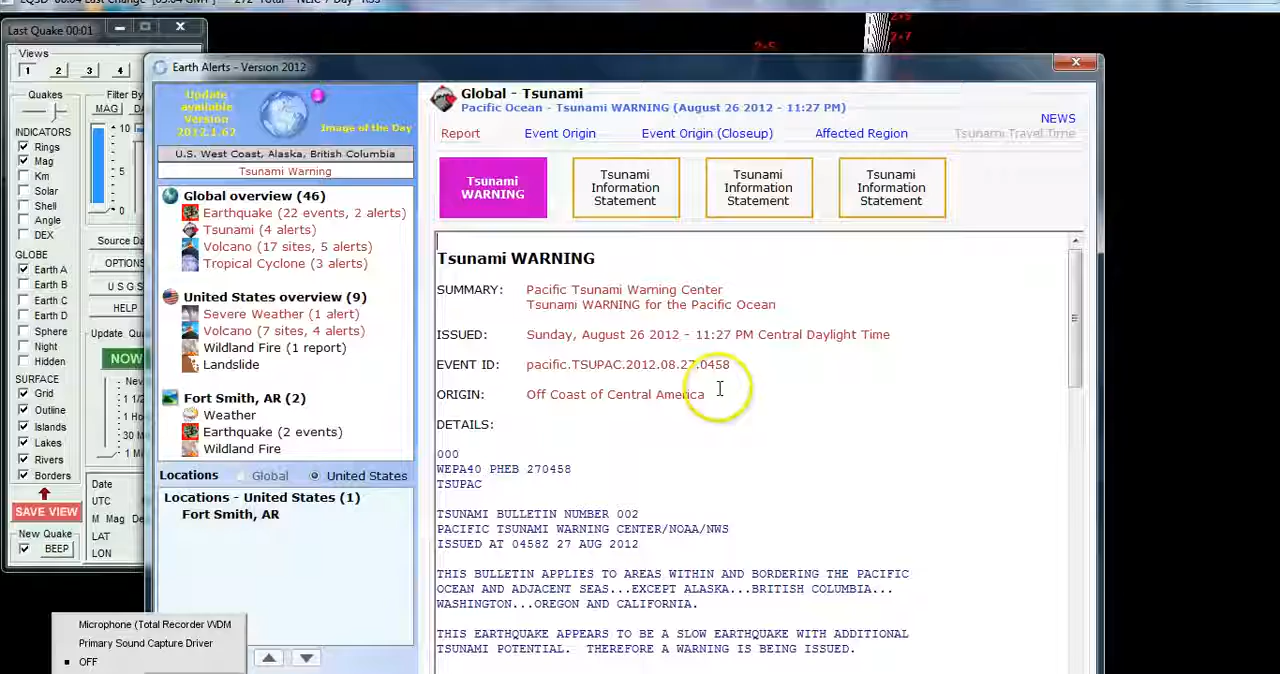 Last Quake 00:01
Views
1 2 3 4
Quakes
Filter By
MAG
INDICATORS
Rings
Mag
Km
Solar
Shell
Angle
DEX
10
5
0
GLOBE
Earth A
Earth B
Earth C
Earth D
Sphere
Night
Hidden
OPTIONS
U S G S
HELP
NOW
SURFACE
Grid
Outline
Islands
Lakes
Rivers
Borders
SAVE VIEW
New Quake
BEEP
Date
UTC
M Mag
LAT
LON
Earth Alerts - Version 2012
Update
available
Version
2012.1.62
Image of the Day
U.S. West Coast, Alaska, British Columbia
Tsunami Warning
Global overview (46)
Earthquake (22 events, 2 alerts)
Tsunami (4 alerts)
Volcano (17 sites, 5 alerts)
Tropical Cyclone (3 alerts)
United States overview (9)
Severe Weather (1 alert)
Volcano (7 sites, 4 alerts)
Wildland Fire (1 report)
Landslide
Fort Smith, AR (2)
Weather
Earthquake (2 events)
Wildland Fire
Locations Global United States
Locations - United States (1)
Fort Smith, AR
Microphone (Total Recorder WDM
Primary Sound Capture Driver
OFF
Global - Tsunami
Pacific Ocean - Tsunami WARNING (August 26 2012 - 11:27 PM)
NEWS
Report Event Origin Event Origin (Closeup) Affected Region Tsunami Travel Time
Tsunami
WARNING
Tsunami
Information
Statement
Tsunami
Information
Statement
Tsunami
Information
Statement
Tsunami WARNING
SUMMARY: Pacific Tsunami Warning Center
Tsunami WARNING for the Pacific Ocean
ISSUED: Sunday, August 26 2012 - 11:27 PM Central Daylight Time
EVENT ID: pacific.TSUPAC.2012.08.27.0458
ORIGIN: Off Coast of Central America
DETAILS:
000
WEPA40 PHEB 270458
TSUPAC
TSUNAMI BULLETIN NUMBER 002
PACIFIC TSUNAMI WARNING CENTER/NOAA/NWS
ISSUED AT 0458Z 27 AUG 2012
THIS BULLETIN APPLIES TO AREAS WITHIN AND BORDERING THE PACIFIC
OCEAN AND ADJACENT SEAS...EXCEPT ALASKA...BRITISH COLUMBIA...
WASHINGTON...OREGON AND CALIFORNIA.
THIS EARTHQUAKE APPEARS TO BE A SLOW EARTHQUAKE WITH ADDITIONAL
TSUNAMI POTENTIAL.  THEREFORE A WARNING IS BEING ISSUED.